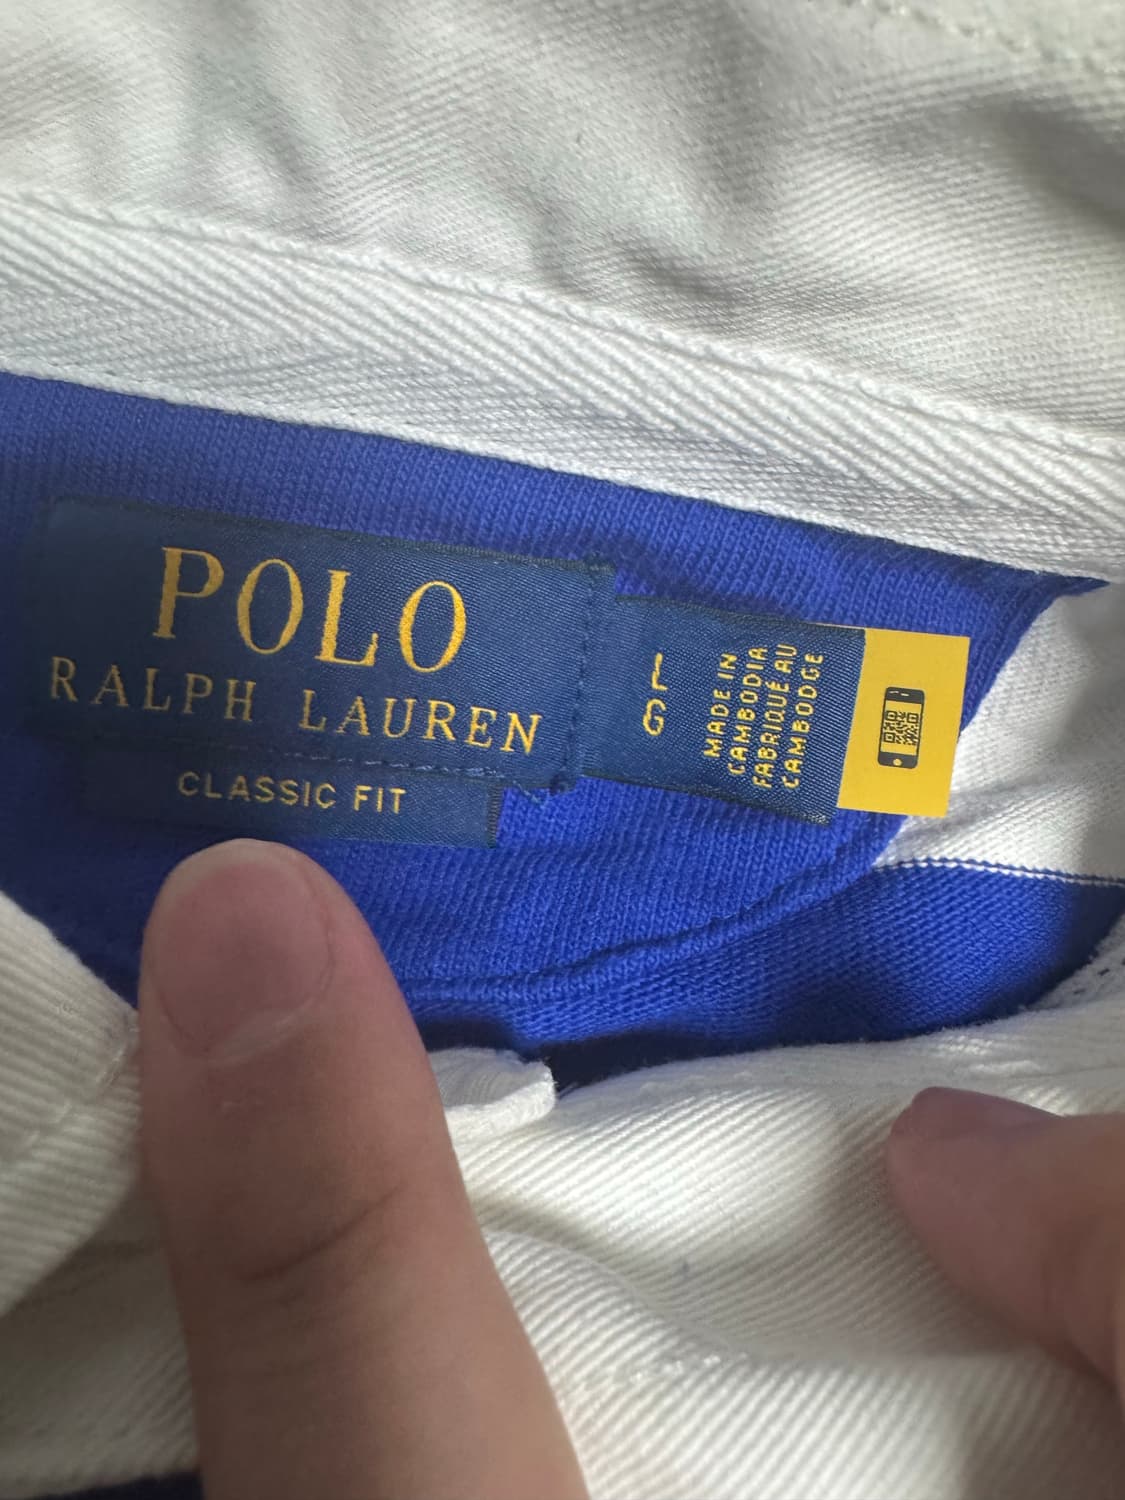 POLO
RALPH LAUREN
CLASSIC FIT
L
G
MADE IN
CAMBODIA
FABRIQUÉ AU
CAMBODGE